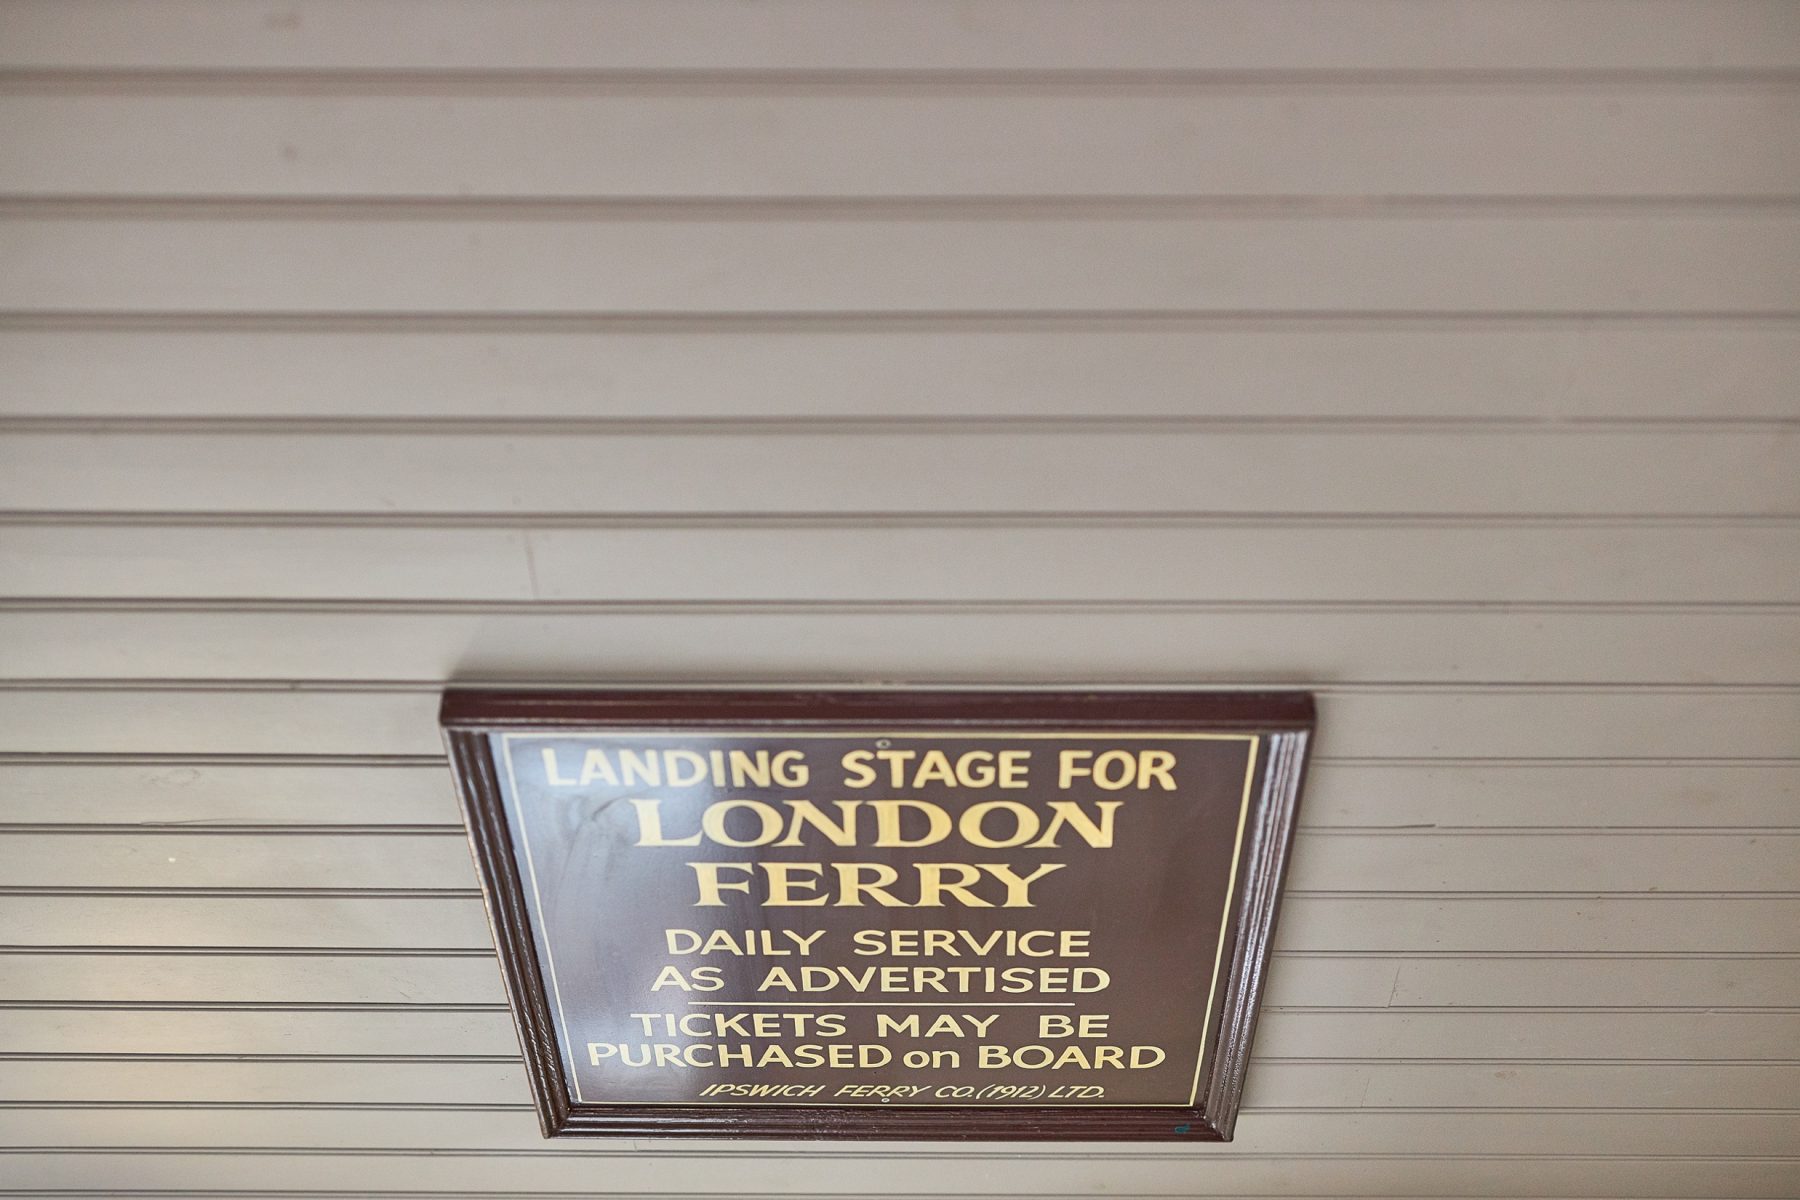 LANDING STAGE FOR
LONDON
FERRY
DAILY SERVICE
AS ADVERTISED
TICKETS MAY BE
PURCHASED on BOARD
IPSWICH FERRY CO. (1912) LTD.